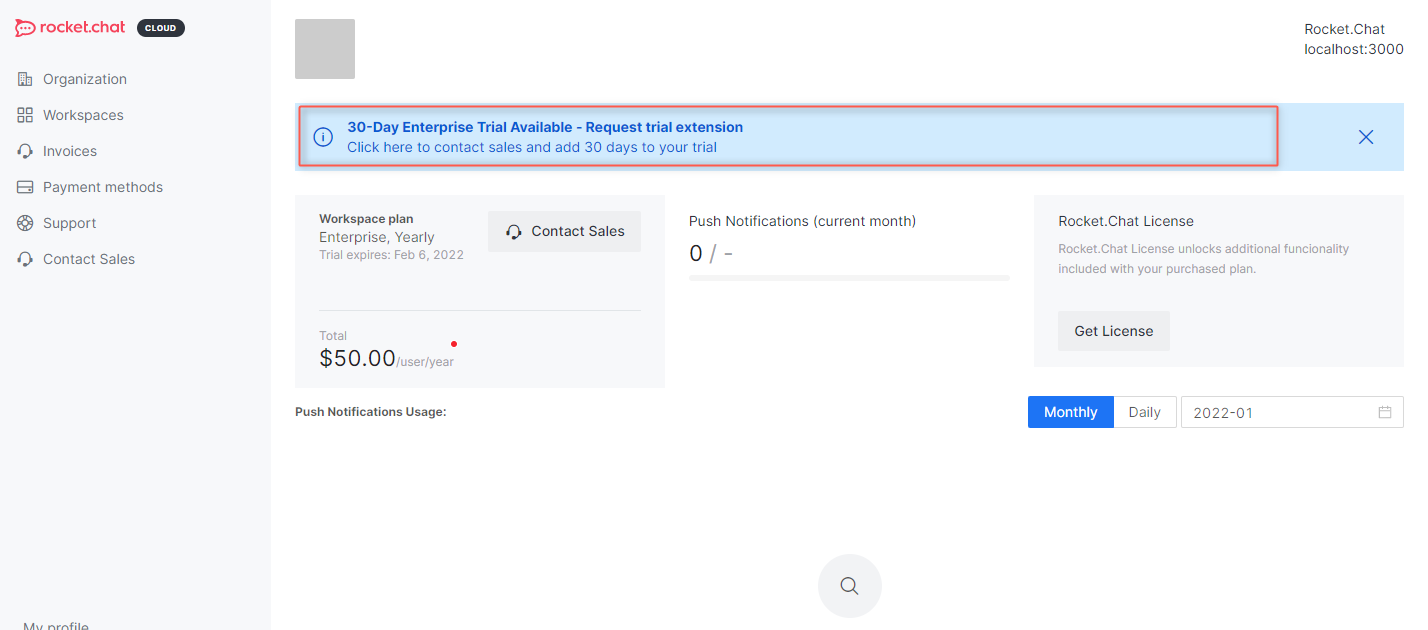 rocket.chat CLOUD
Organization
Workspaces
Invoices
Payment methods
Support
Contact Sales
My profile
Rocket.Chat
localhost:3000
30-Day Enterprise Trial Available - Request trial extension
Click here to contact sales and add 30 days to your trial
Workspace plan
Enterprise, Yearly
Trial expires: Feb 6, 2022
Contact Sales
Total
$50.00/user/year
Push Notifications (current month)
0 / -
Rocket.Chat License
Rocket.Chat License unlocks additional funcionality
included with your purchased plan.
Get License
Push Notifications Usage:
Monthly
Daily
2022-01